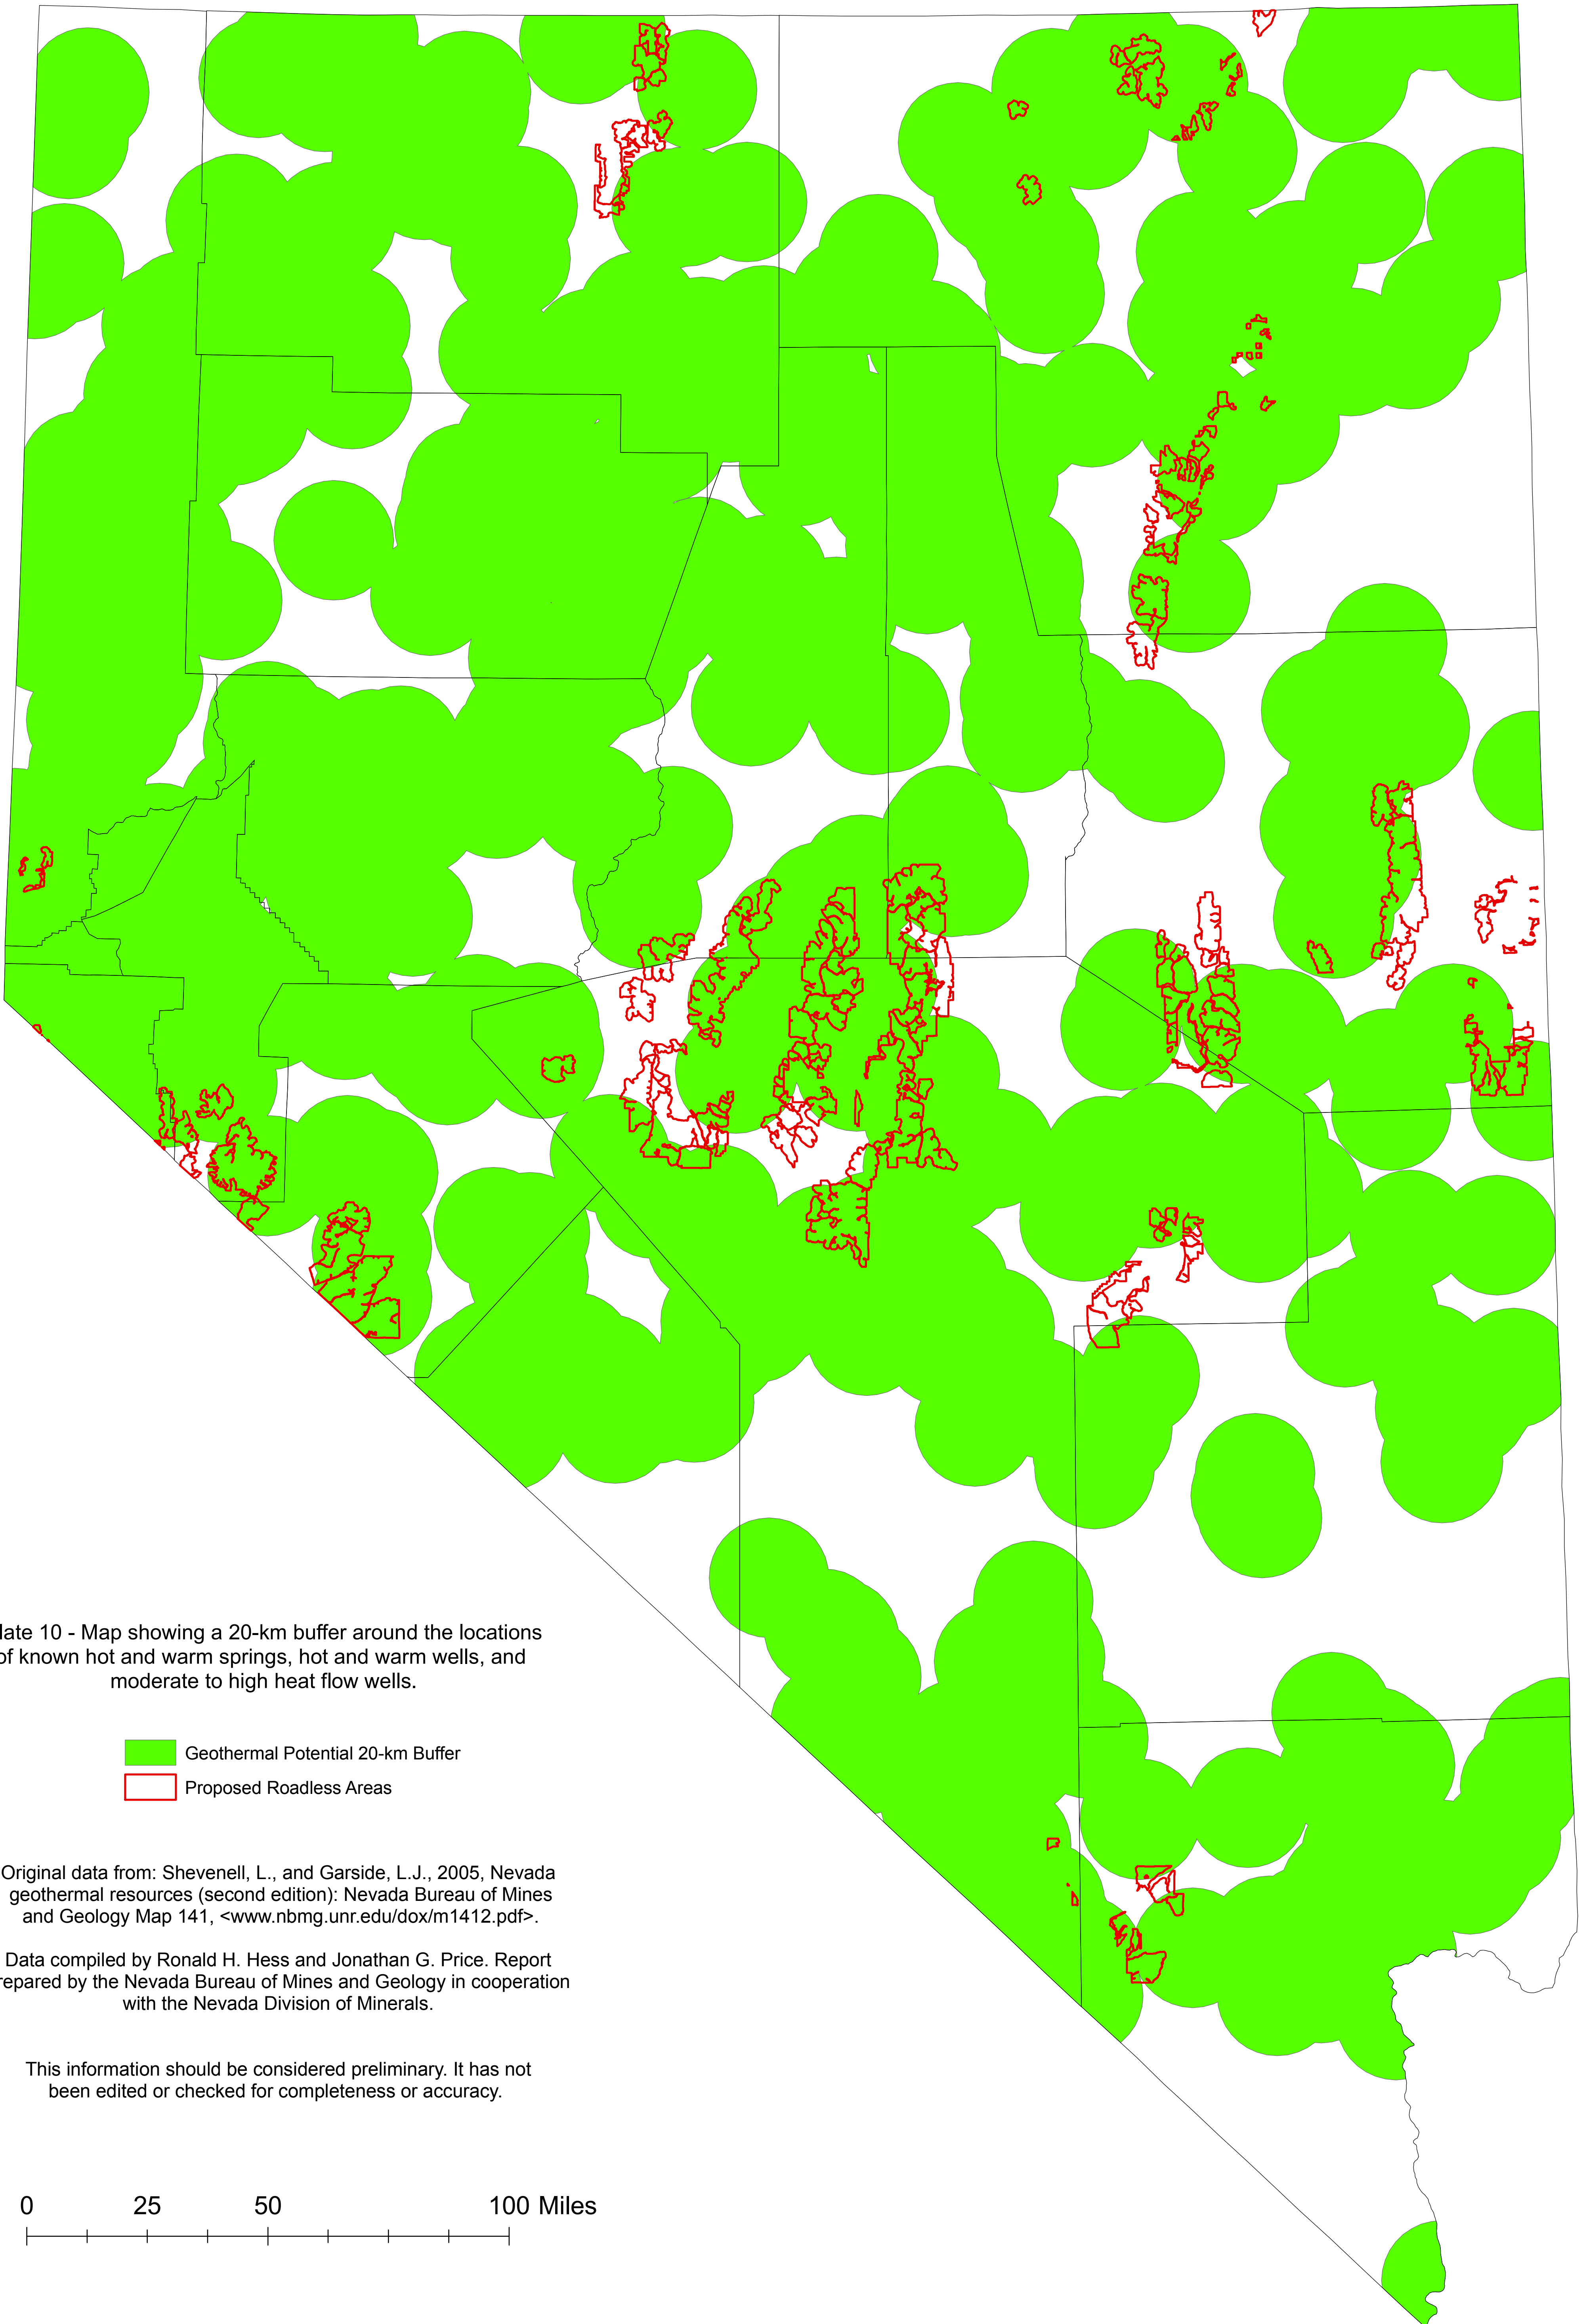 late 10 - Map showing a 20-km buffer around the locations
of known hot and warm springs, hot and warm wells, and
moderate to high heat flow wells.
Geothermal Potential 20-km Buffer
Proposed Roadless Areas
Original data from: Shevenell, L., and Garside, L.J., 2005, Nevada
geothermal resources (second edition): Nevada Bureau of Mines
and Geology Map 141, <www.nbmg.unr.edu/dox/m1412.pdf>.
Data compiled by Ronald H. Hess and Jonathan G. Price. Report
repared by the Nevada Bureau of Mines and Geology in cooperation
with the Nevada Division of Minerals.
This information should be considered preliminary. It has not
been edited or checked for completeness or accuracy.
0 25 50 100 Miles